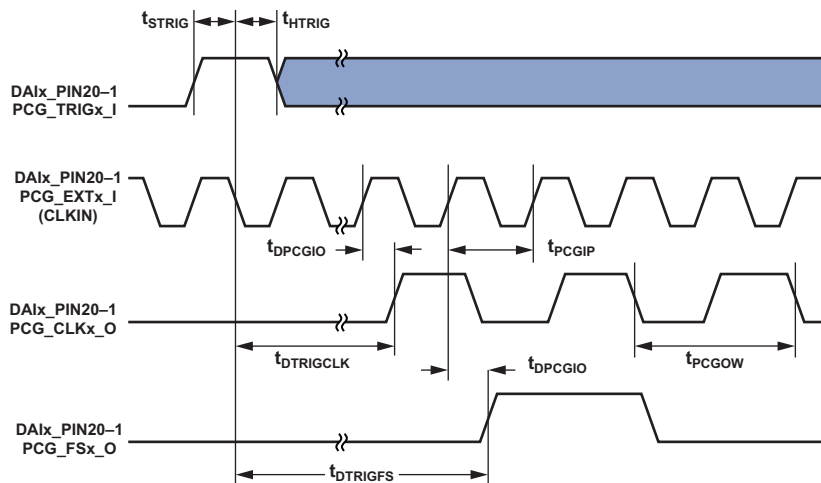 tSTRIG
tHTRIG
DAIx_PIN20–1
PCG_TRIGx_I
DAIx_PIN20–1
PCG_EXTx_I
(CLKIN)
tDPCGIO
tPCGIP
DAIx_PIN20–1
PCG_CLKx_O
tDTRIGCLK
tDPCGIO
tPCGOW
DAIx_PIN20–1
PCG_FSx_O
tDTRIGFS